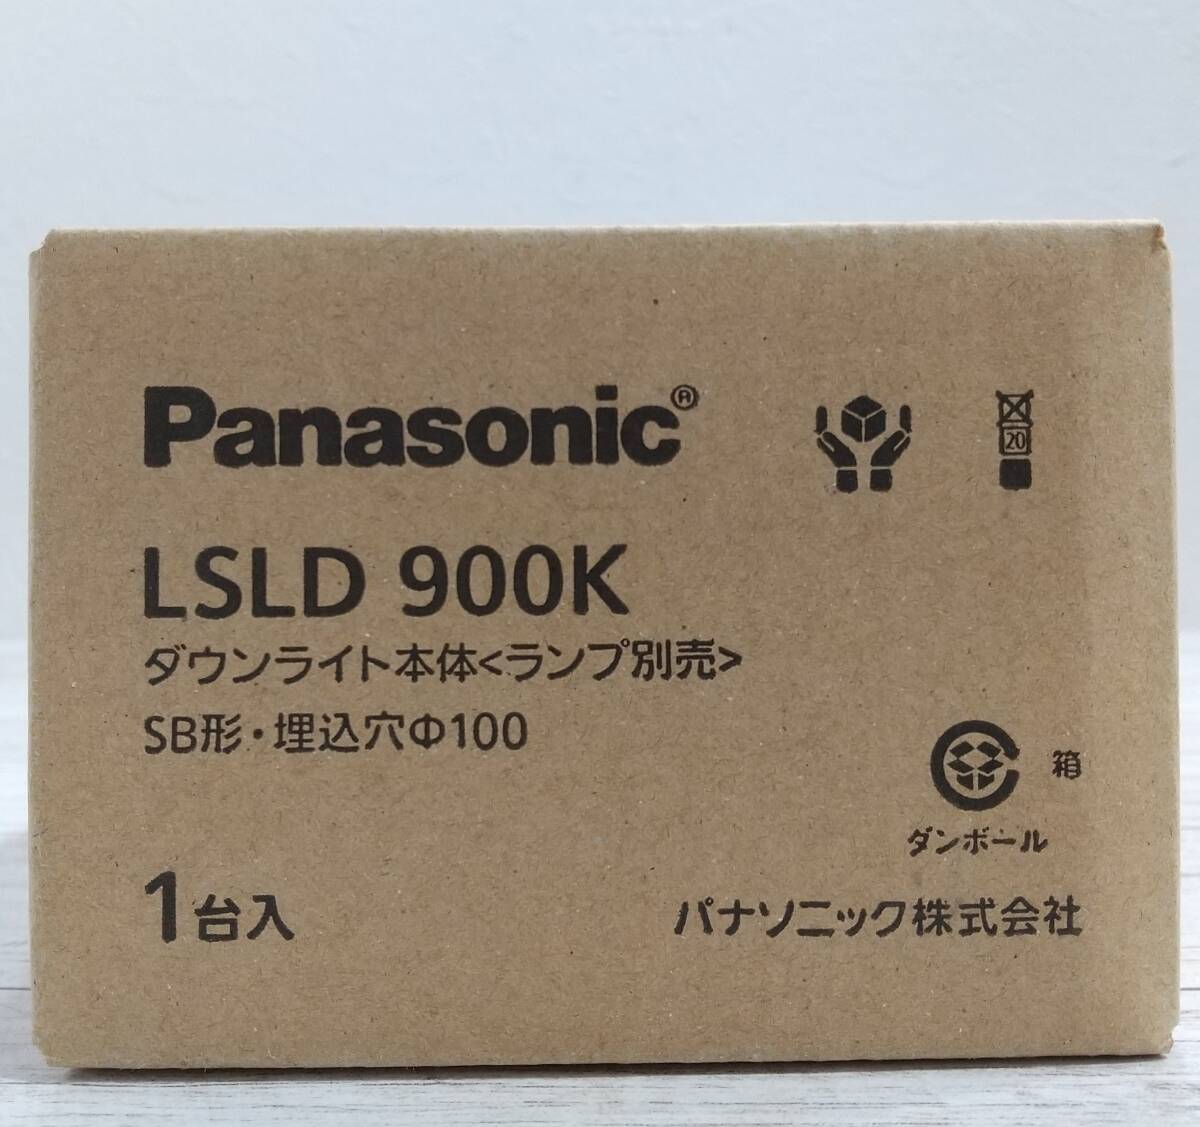 Panasonic®
20
LSLD 900K
ダウンライト本体<ランプ別売>
SB形・埋込穴Φ100
箱
ダンボール
1台入
パナソニック株式会社